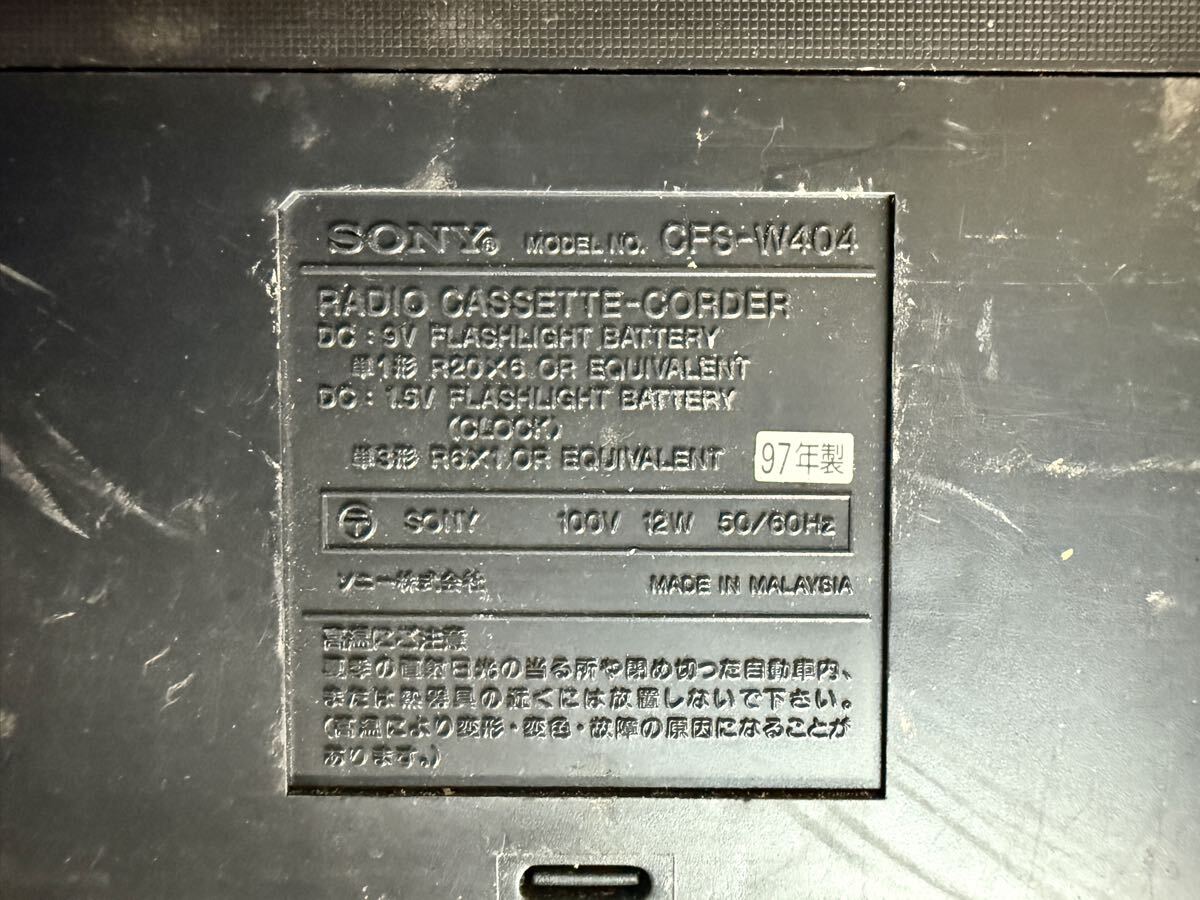 SONY® MODEL NO. CFS-W404
RADIO CASSETTE-CORDER
DC : 9V FLASHLIGHT BATTERY
単1形 R20×6 OR EQUIVALENT
DC : 1.5V FLASHLIGHT BATTERY
(CLOCK)
単3形 R6×1 OR EQUIVALENT
97年製
SONY 100V 12W 50/60Hz
ソニー株式会社 MADE IN MALAYSIA
高温にご注意
夏季の直射日光の当る所や閉め切った自動車内、
または熱器具の近くには放置しないで下さい。
(高温により変形・変色・故障の原因になることが
あります。)